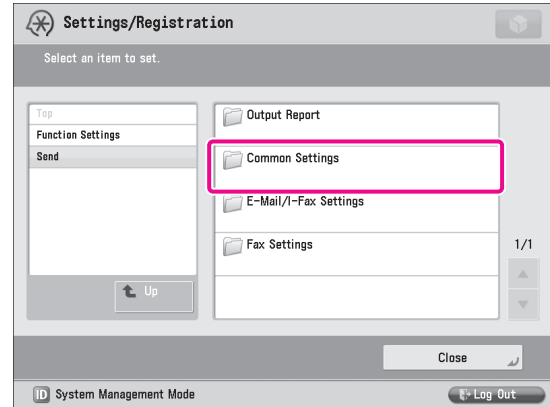 Settings/Registration
Select an item to set.
Top
Function Settings
Send
Up
Output Report
Common Settings
E-Mail/I-Fax Settings
Fax Settings
1/1
Close
ID System Management Mode
Log Out